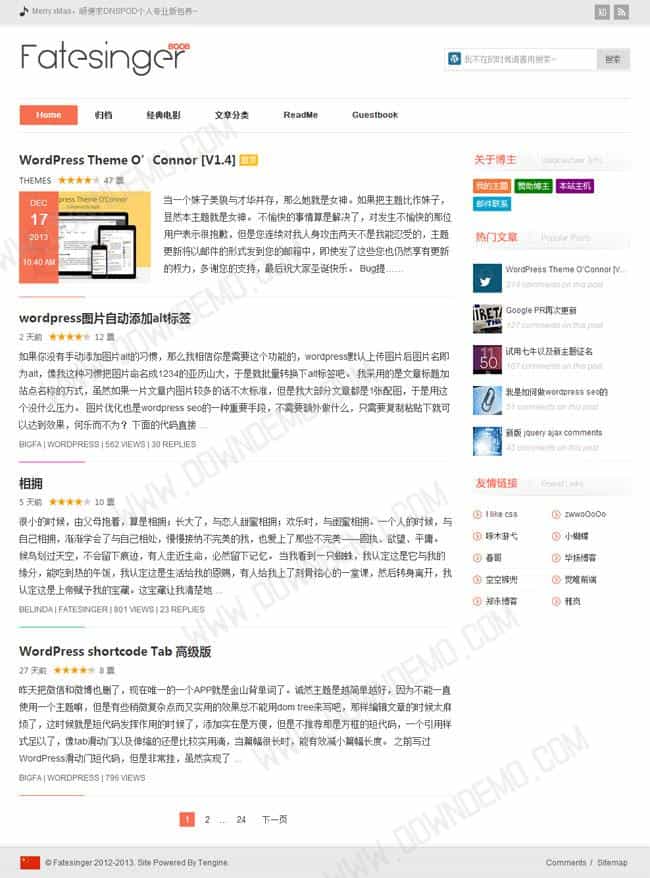 Merry xMas，顺便求DNSPOD个人专业版包养~
Fatesinger
BOOB
搜索
Home 归档 经典电影 文章分类 ReadMe Guestbook
WordPress Theme O'Connor [V1.4]
THEMES 47 票
DEC
17
2013
10:40 AM
当一个妹子美貌与才华并存，那么她就是女神。如果把主题比作妹子，
显然本主题就是女神。 不愉快的事情算是解决了，对发生不愉快的那位
用户表示很抱歉，但是您连续对我人身攻击两天不是我能忍受的，主题
更新将以邮件的形式发到您的邮箱中，即使发了这些您也仍然享有更新
的权力，多谢您的支持，最后祝大家圣诞快乐。 Bug提……
wordpress图片自动添加alt标签
2 天前 12 票
如果你没有手动添加图片alt的习惯，那么我相信你是需要这个功能的，wordpress默认上传图片后图片名即
为alt，像我这种习惯把图片命名成1234的亚历山大，于是就批量转换下alt标签吧。 我采用的是文章标题加
站点名称的方式，虽然如果一片文章内图片较多的话不太标准，但是我大部分文章都是1张配图，于是用这
个没什么压力。 图片优化也是wordpress seo的一种重要手段，不需要额外做什么，只需要复制粘贴下就可
以达到效果，何乐而不为？ 下面的代码直接 ...
BIGFA | WORDPRESS | 562 VIEWS | 30 REPLIES
相拥
5 天前 10 票
很小的时候，由父母抱着，算是相拥；长大了，与恋人甜蜜相拥；欢乐时，与闺蜜相拥。一个人的时候，与
自己相拥，渐渐学会了与自己相处，慢慢接纳不完美的我，也爱上了那些不完美——固执、欲望、平庸。
候鸟划过天空，不会留下痕迹，有人走近生命，必然留下记忆。 当我看到一只蜘蛛，我认定这是它与我的
缘分，能吃到热的午饭，我认定这是生活给我的恩赐，有人给我上了刻骨铭心的一堂课，然后转身离开，我
认定这是上帝赋予我的宝藏。这宝藏让我清楚地 ...
BELINDA | FATESINGER | 801 VIEWS | 23 REPLIES
WordPress shortcode Tab 高级版
27 天前 8 票
昨天把微信和微博也删了，现在唯一的一个APP就是金山背单词了。诚然主题是越简单越好，因为不能一直
使用一个主题嘛，但是有些稍微复杂点而又实用的效果总不能用dom tree来写吧，那样编辑文章的时候太麻
烦了，这时候就是短代码发挥作用的时候了，添加实在是方便，但是不推荐那是方框的短代码，一个引用样
式足以了，像tab滑动门以及伸缩的还是比较实用滴，当篇幅很长时，能有效减小篇幅长度。 之前写过
WordPress滑动门短代码，但是非常挫，虽然实现了 ...
BIGFA | WORDPRESS | 796 VIEWS
1 2 ... 24 下一页
关于博主
我的主题 赞助博主 本站主机
邮件联系
热门文章 Popular Posts
WordPress Theme O'Connor [V...
214 comments on this post
Google PR再次更新
127 comments on this post
试用七牛以及新主题征名
107 comments on this post
我是如何做wordpress seo的
51 comments on this post
新版 jquery ajax comments
43 comments on this post
友情链接 Friend Links
I like css zwwoOoOo
啄木游弋 小蝴蝶
春哥 华扬博客
空空裤兜 觉唯前端
郑永博客 雅岚
© Fatesinger 2012-2013. Site Powered By Tengine.
Comments / Sitemap
WWW.DOWNDEMO.COM